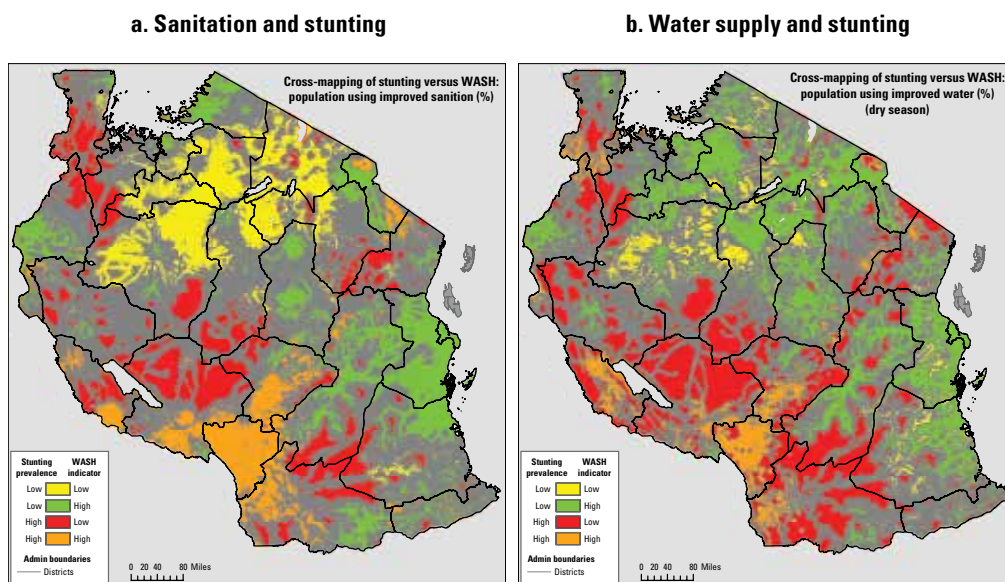 a. Sanitation and stunting
Cross-mapping of stunting versus WASH:
population using improved sanition (%)
Stunting WASH
prevalence indicator
Low Low
Low High
High Low
High High
Admin boundaries
Districts
0 20 40 80 Miles
b. Water supply and stunting
Cross-mapping of stunting versus WASH:
population using improved water (%)
(dry season)
Stunting WASH
prevalence indicator
Low Low
Low High
High Low
High High
Admin boundaries
Districts
0 20 40 80 Miles